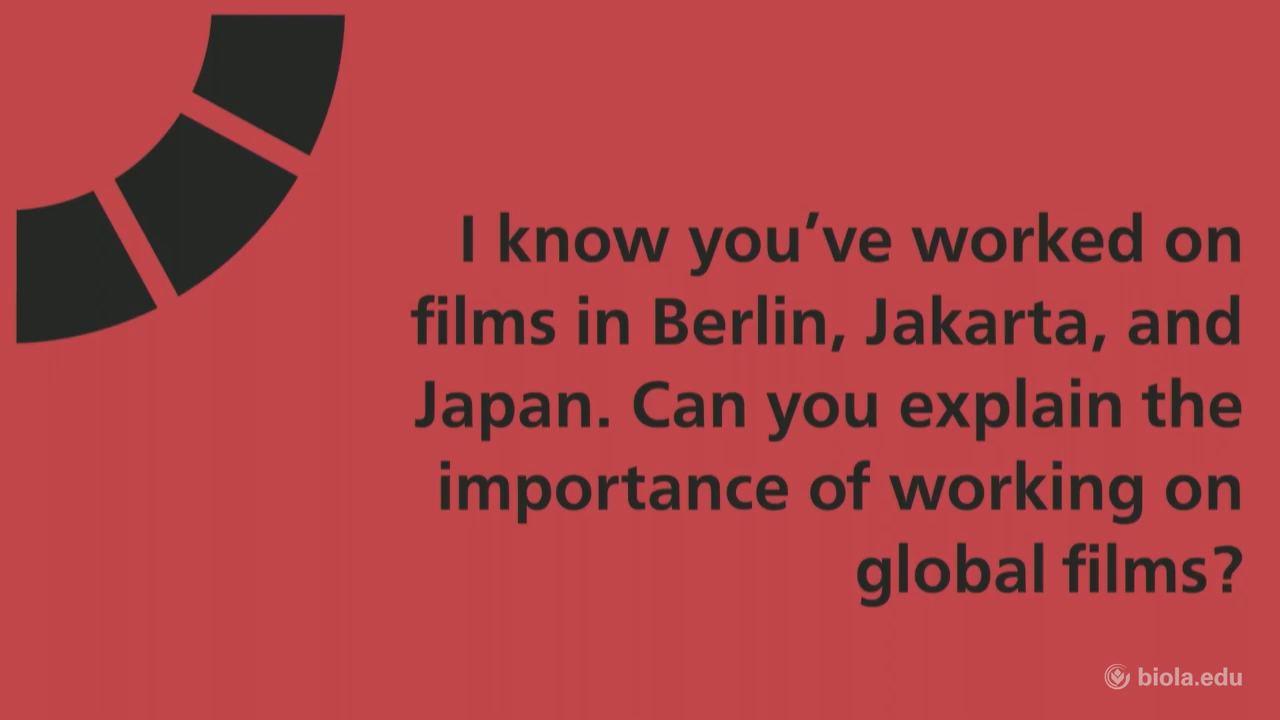 I know you’ve worked on
films in Berlin, Jakarta, and
Japan. Can you explain the
importance of working on
global films?
biola.edu